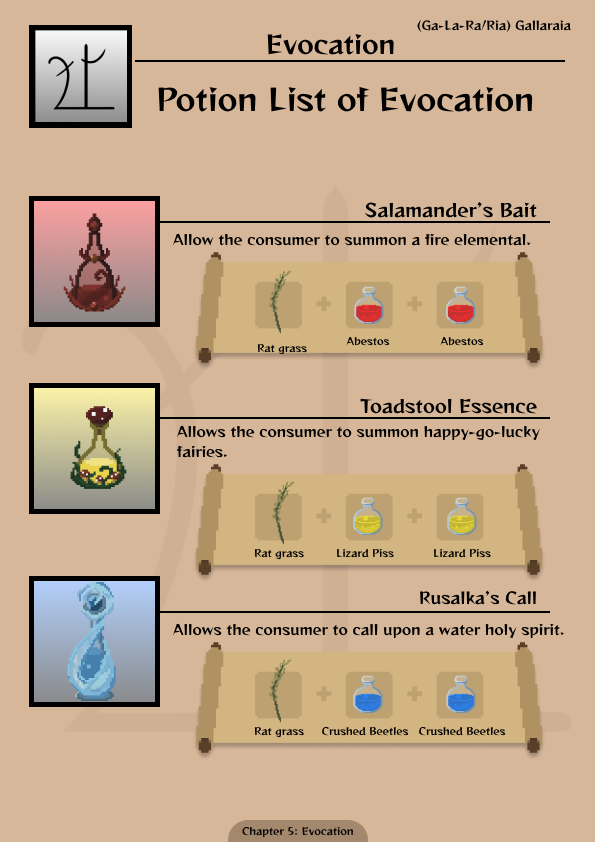 (Ga-La-Ra/Ria) Gallaraia
Evocation
Potion List of Evocation
Salamander's Bait
Allow the consumer to summon a fire elemental.
Rat grass
Abestos
Abestos
Toadstool Essence
Allows the consumer to summon happy-go-lucky
fairies.
Rat grass
Lizard Piss
Lizard Piss
Rusalka's Call
Allows the consumer to call upon a water holy spirit.
Rat grass
Crushed Beetles
Crushed Beetles
Chapter 5: Evocation